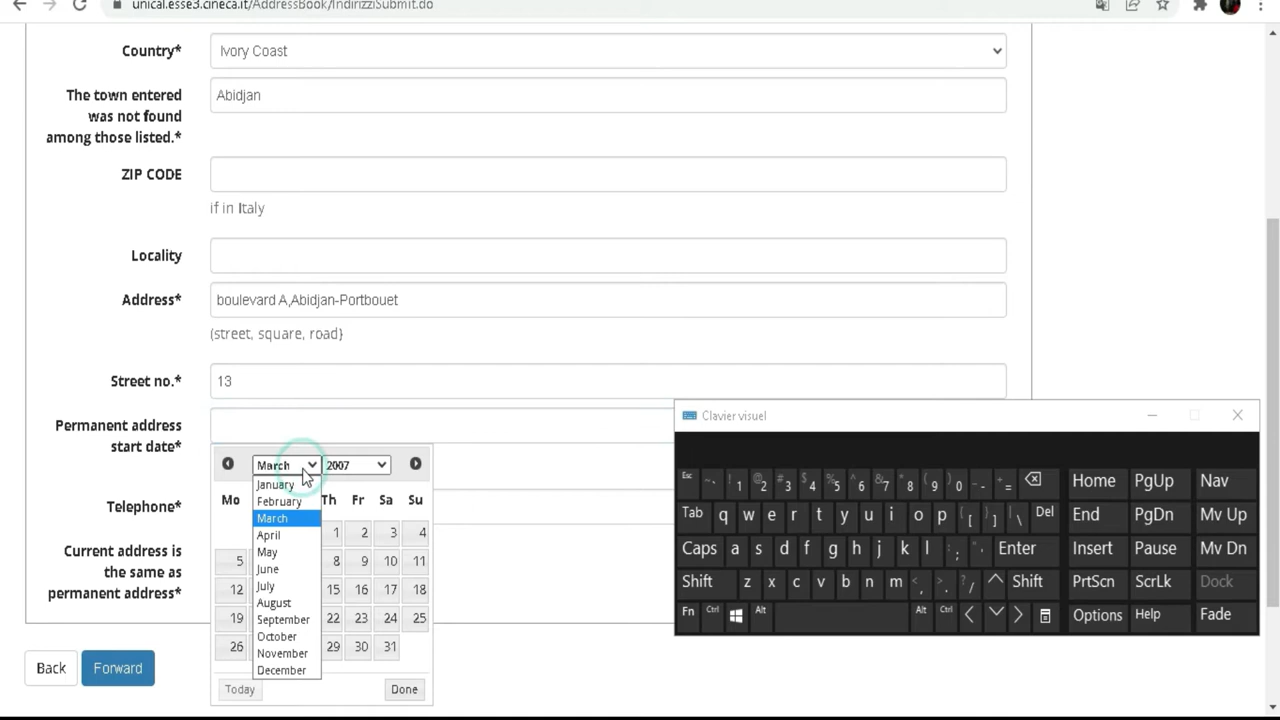 unical.esse3.cineca.it/AddressBook/IndirizziSubmit.do
Country*
Ivory Coast
The town entered
was not found
among those listed.*
Abidjan
ZIP CODE
if in Italy
Locality
Address*
boulevard A,Abidjan-Portbouet
(street, square, road}
Street no.*
13
Permanent address
start date*
March 2007
January
February
March
April
May
June
July
August
September
October
November
December
Mo Th Fr Sa Su
1 2 3 4
5 8 9 10 11
12 15 16 17 18
19 22 23 24 25
26 29 30 31
Today Done
Telephone*
Current address is
the same as
permanent address*
Back Forward
Clavier visuel
Esc ~ ` ! 1 @ 2 # 3 $ 4 % 5 ^ 6 & 7 * 8 ( 9 ) 0 _ - + = Home PgUp Nav
Tab q w e r t y u i o p { [ } ] | \ Del End PgDn Mv Up
Caps a s d f g h j k l : ; " ' Enter Insert Pause Mv Dn
Shift z x c v b n m < , > . ? / Shift PrtScn ScrLk Dock
Fn Ctrl Alt Alt Ctrl Options Help Fade